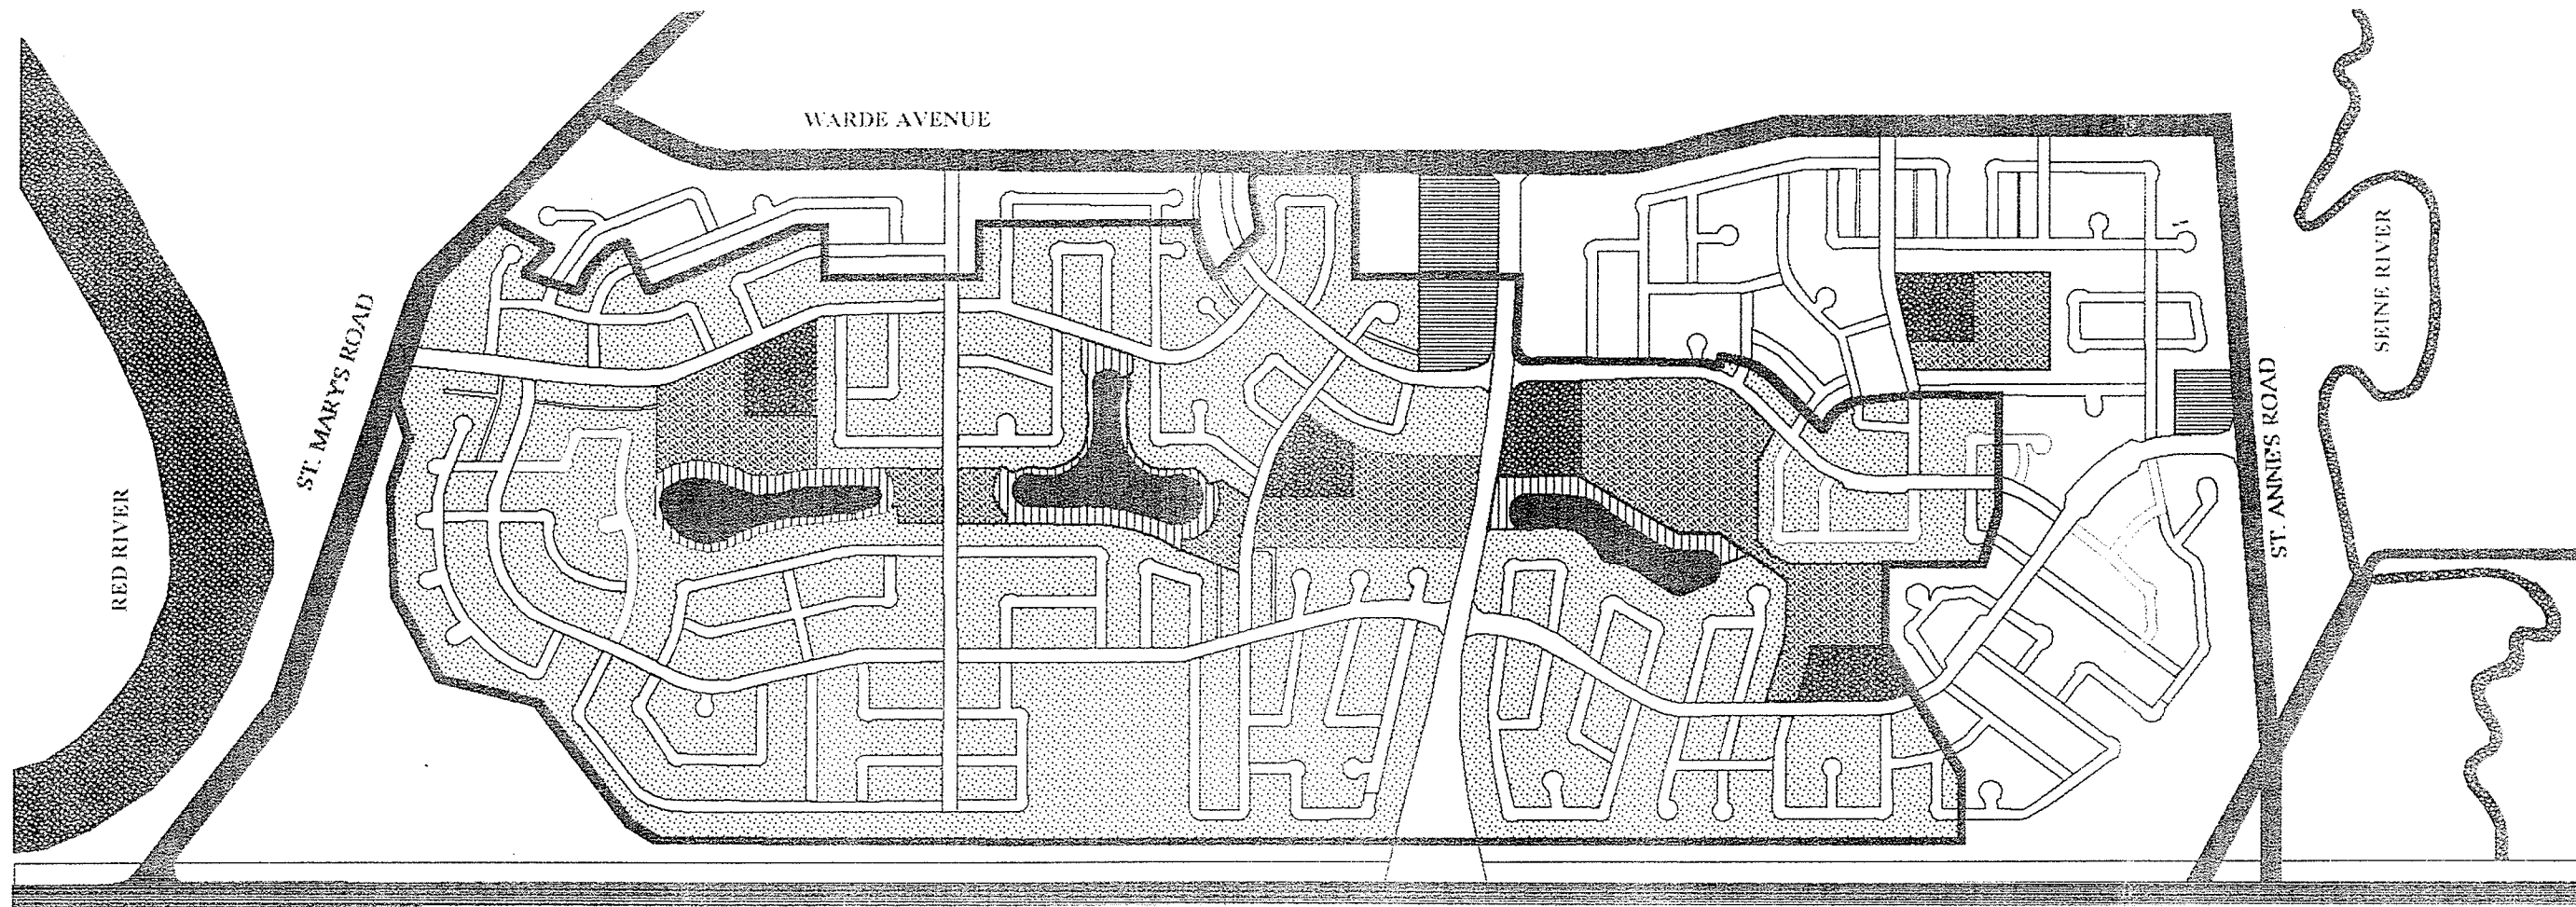 WARDE AVENUE
ST. MARY'S ROAD
RED RIVER
SEINE RIVER
ST. ANNE'S ROAD